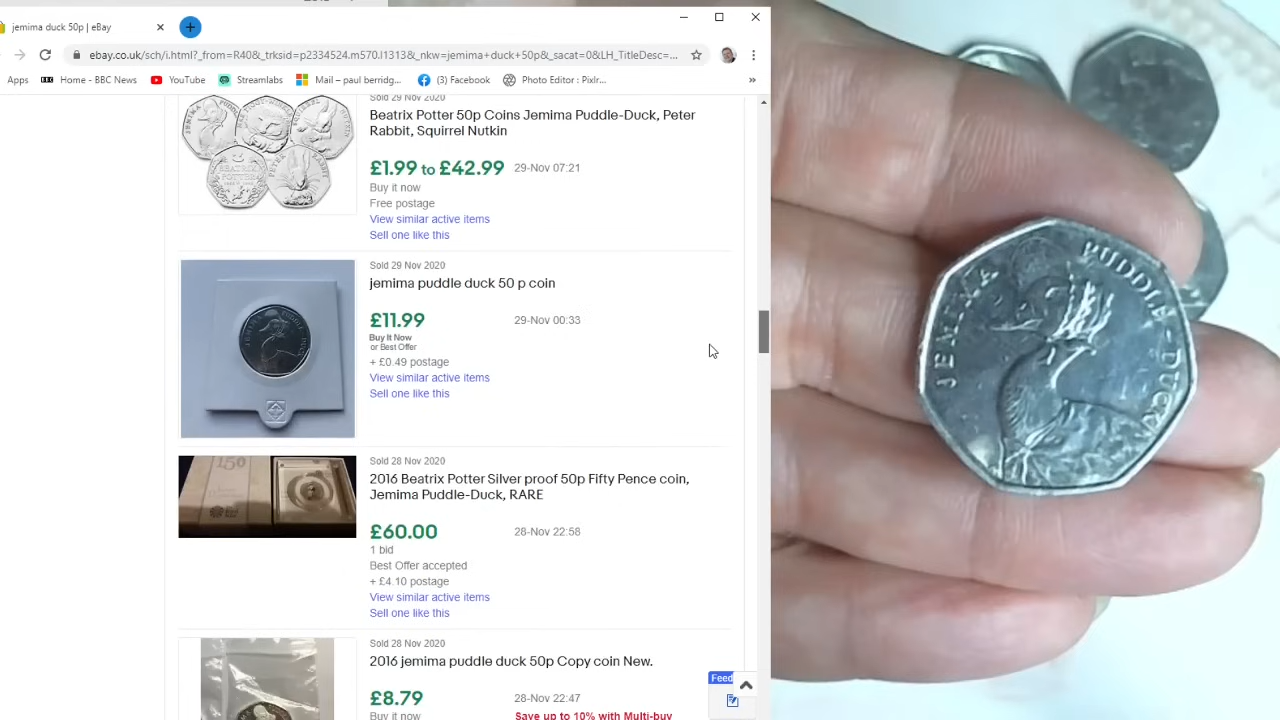 jemima duck 50p | eBay
ebay.co.uk/sch/i.html?_from=R40&_trksid=p2334524.m570.l1313&_nkw=jemima+duck+50p&_sacat=0&LH_TitleDesc=...
Apps
BBC
Home - BBC News
YouTube
Streamlabs
Mail – paul berridg...
(3) Facebook
Photo Editor : Pixlr...
»
Sold 29 Nov 2020
Beatrix Potter 50p Coins Jemima Puddle-Duck, Peter
Rabbit, Squirrel Nutkin
£1.99 to £42.99
29-Nov 07:21
Buy it now
Free postage
View similar active items
Sell one like this
Sold 29 Nov 2020
jemima puddle duck 50 p coin
£11.99
29-Nov 00:33
Buy It Now
or Best Offer
+ £0.49 postage
View similar active items
Sell one like this
Sold 28 Nov 2020
2016 Beatrix Potter Silver proof 50p Fifty Pence coin,
Jemima Puddle-Duck, RARE
£60.00
28-Nov 22:58
1 bid
Best Offer accepted
+ £4.10 postage
View similar active items
Sell one like this
Sold 28 Nov 2020
2016 jemima puddle duck 50p Copy coin New.
£8.79
28-Nov 22:47
Buy it now
Save up to 10% with Multi-buy
Feed
150
JEMIMA PUDDLE-DUCK